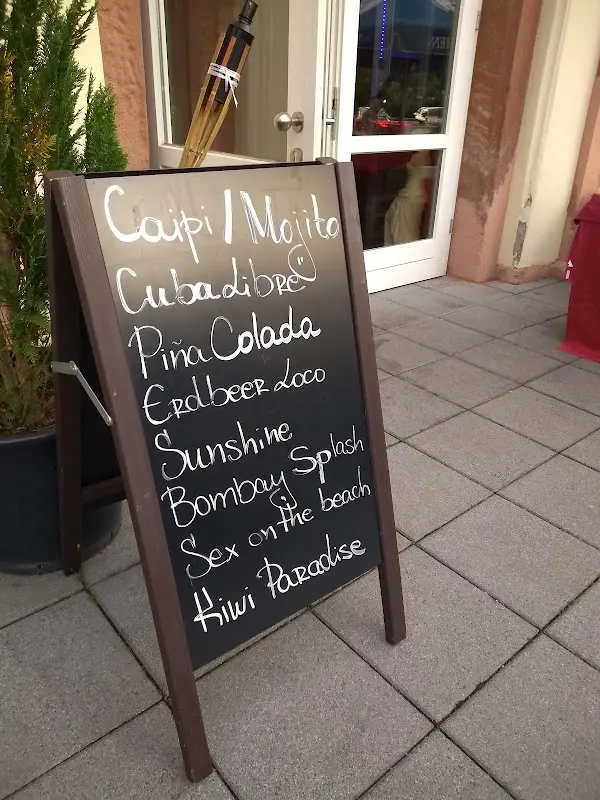 Caipi / Mojito
Cuba Libre
Piña Colada
Erdbeer Loco
Sunshine
Bombay Splash
Sex on the beach
Kiwi Paradise